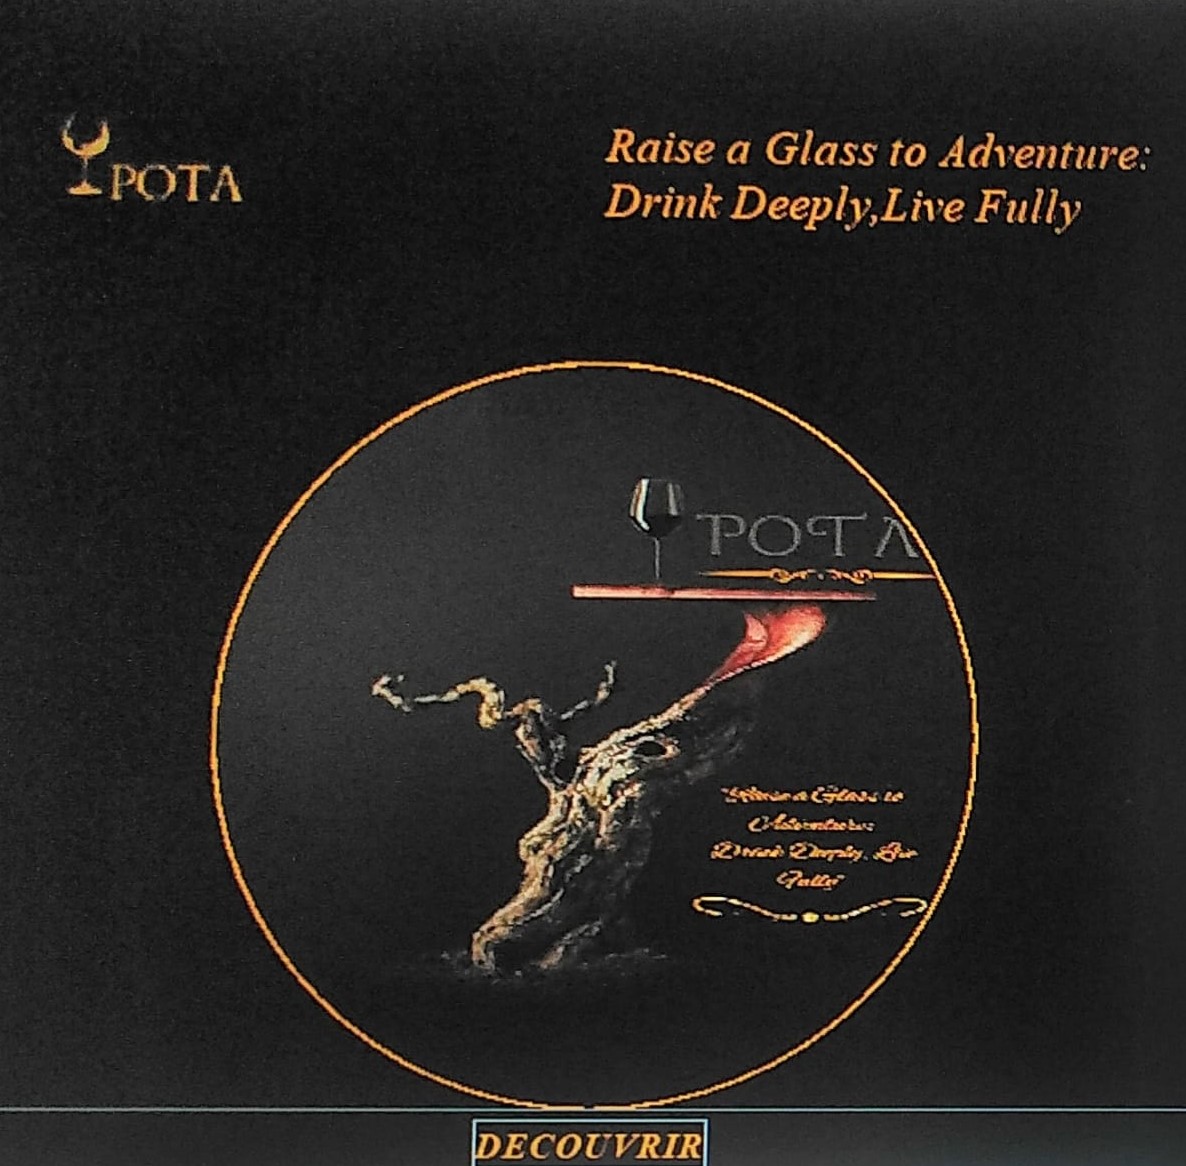 POTA
Raise a Glass to Adventure:
Drink Deeply,Live Fully
POTA
"Raise a Glass to
Adventure:
Drink Deeply, Live
Fully"
DECOUVRIR